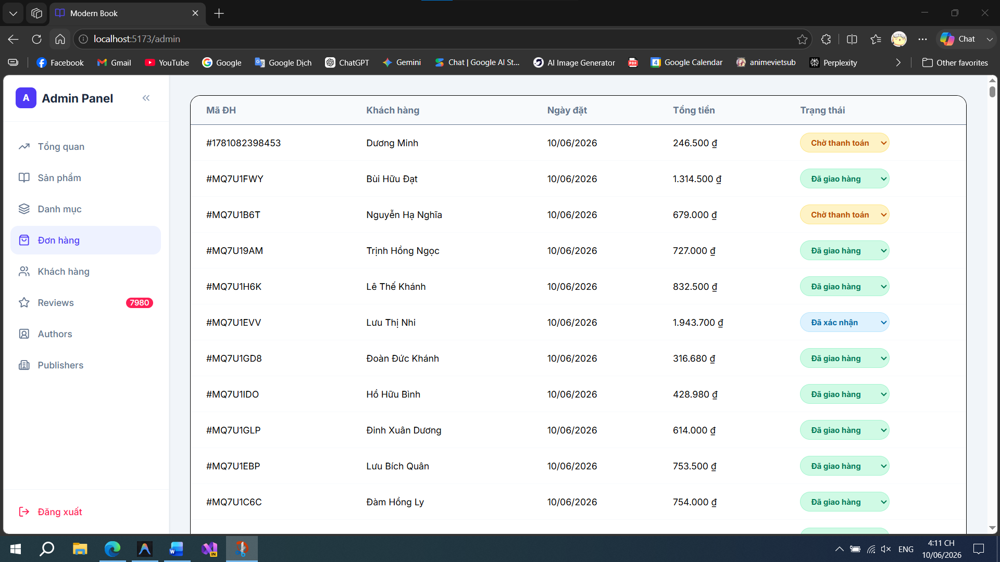 Modern Book
localhost:5173/admin
Chat
Facebook
Gmail
YouTube
Google
Google Dịch
ChatGPT
Gemini
Chat | Google AI St...
AI Image Generator
PDF
4
Google Calendar
animevietsub
Perplexity
Other favorites
A
Admin Panel
Tổng quan
Sản phẩm
Danh mục
Đơn hàng
Khách hàng
Reviews 7980
Authors
Publishers
Đăng xuất
Mã ĐH Khách hàng Ngày đặt Tổng tiền Trạng thái
#1781082398453 Dương Minh 10/06/2026 246.500 ₫ Chờ thanh toán
#MQ7U1FWY Bùi Hữu Đạt 10/06/2026 1.314.500 ₫ Đã giao hàng
#MQ7U1B6T Nguyễn Hạ Nghĩa 10/06/2026 679.000 ₫ Chờ thanh toán
#MQ7U19AM Trịnh Hồng Ngọc 10/06/2026 727.000 ₫ Đã giao hàng
#MQ7U1H6K Lê Thế Khánh 10/06/2026 832.500 ₫ Đã giao hàng
#MQ7U1EVV Lưu Thị Nhi 10/06/2026 1.943.700 ₫ Đã xác nhận
#MQ7U1GD8 Đoàn Đức Khánh 10/06/2026 316.680 ₫ Đã giao hàng
#MQ7U1IDO Hồ Hữu Bình 10/06/2026 428.980 ₫ Đã giao hàng
#MQ7U1GLP Đinh Xuân Dương 10/06/2026 614.000 ₫ Đã giao hàng
#MQ7U1EBP Lưu Bích Quân 10/06/2026 753.500 ₫ Đã giao hàng
#MQ7U1C6C Đàm Hồng Ly 10/06/2026 754.000 ₫ Đã giao hàng
W
IN
ENG
4:11 CH
10/06/2026